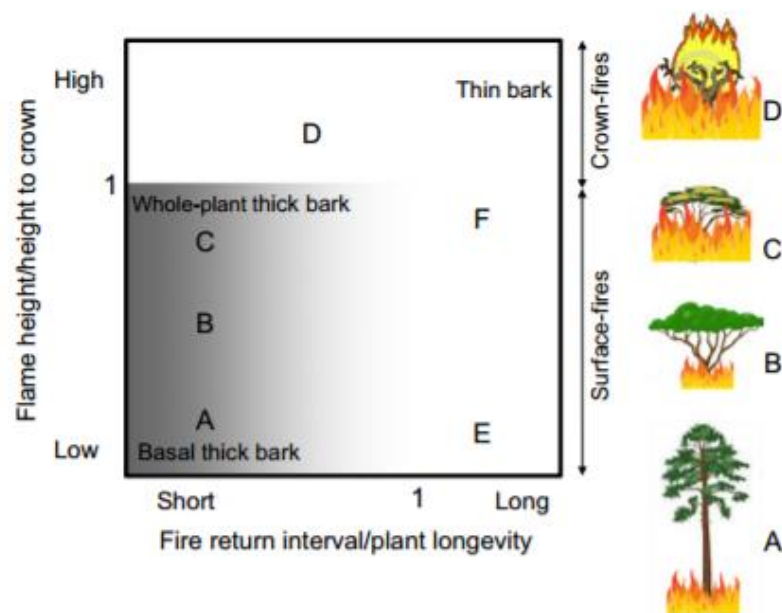 High
Thin bark
D
1
Whole-plant thick bark
C
F
B
A
E
Low
Basal thick bark
Short
1
Long
Fire return interval/plant longevity
Flame height/height to crown
Crown-fires
Surface-fires
D
C
B
A